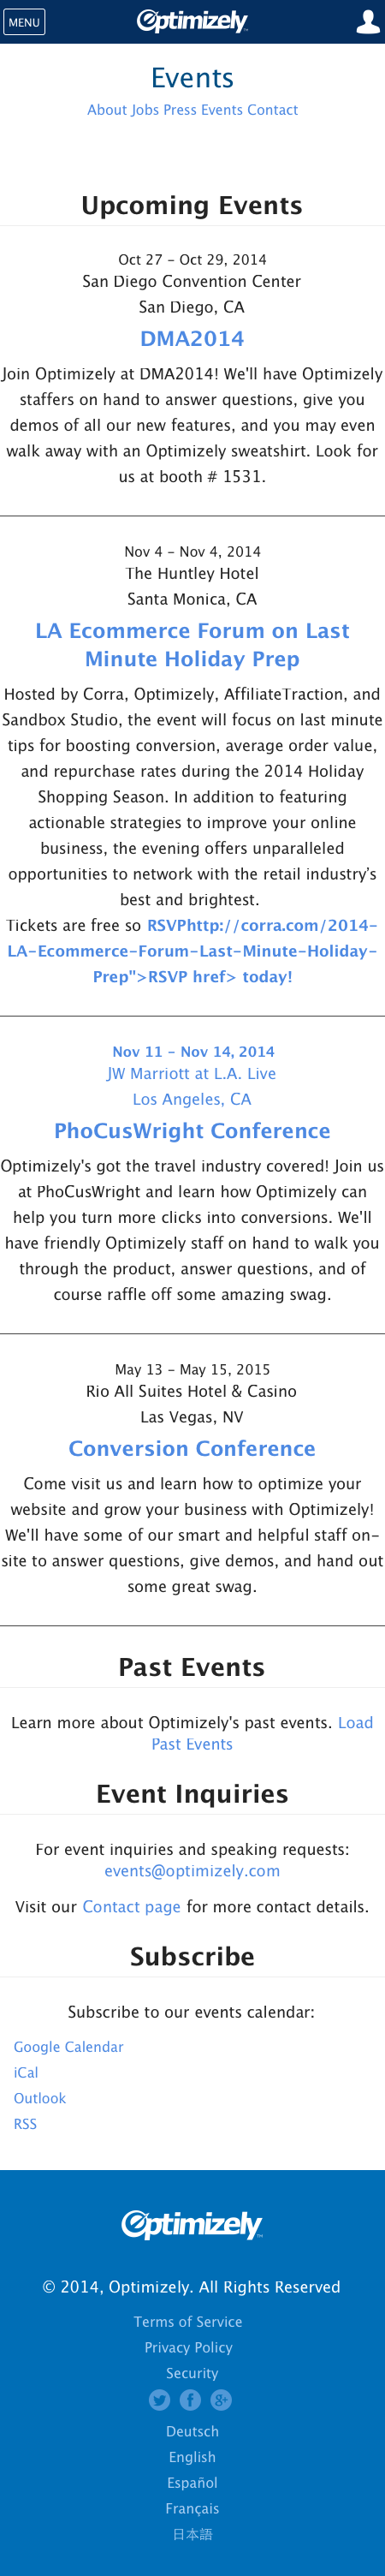 MENU
Optimizely
Events
About Jobs Press Events Contact
Upcoming Events
Oct 27 - Oct 29, 2014
San Diego Convention Center
San Diego, CA
DMA2014
Join Optimizely at DMA2014! We'll have Optimizely
staffers on hand to answer questions, give you
demos of all our new features, and you may even
walk away with an Optimizely sweatshirt. Look for
us at booth # 1531.
Nov 4 - Nov 4, 2014
The Huntley Hotel
Santa Monica, CA
LA Ecommerce Forum on Last
Minute Holiday Prep
Hosted by Corra, Optimizely, AffiliateTraction, and
Sandbox Studio, the event will focus on last minute
tips for boosting conversion, average order value,
and repurchase rates during the 2014 Holiday
Shopping Season. In addition to featuring
actionable strategies to improve your online
business, the evening offers unparalleled
opportunities to network with the retail industry's
best and brightest.
Tickets are free so RSVPhttp://corra.com/2014-
LA-Ecommerce-Forum-Last-Minute-Holiday-
Prep">RSVP href> today!
Nov 11 - Nov 14, 2014
JW Marriott at L.A. Live
Los Angeles, CA
PhoCusWright Conference
Optimizely's got the travel industry covered! Join us
at PhoCusWright and learn how Optimizely can
help you turn more clicks into conversions. We'll
have friendly Optimizely staff on hand to walk you
through the product, answer questions, and of
course raffle off some amazing swag.
May 13 - May 15, 2015
Rio All Suites Hotel & Casino
Las Vegas, NV
Conversion Conference
Come visit us and learn how to optimize your
website and grow your business with Optimizely!
We'll have some of our smart and helpful staff on-
site to answer questions, give demos, and hand out
some great swag.
Past Events
Learn more about Optimizely's past events. Load
Past Events
Event Inquiries
For event inquiries and speaking requests:
events@optimizely.com
Visit our Contact page for more contact details.
Subscribe
Subscribe to our events calendar:
Google Calendar
iCal
Outlook
RSS
Optimizely
© 2014, Optimizely. All Rights Reserved
Terms of Service
Privacy Policy
Security
Deutsch
English
Español
Français
日本語